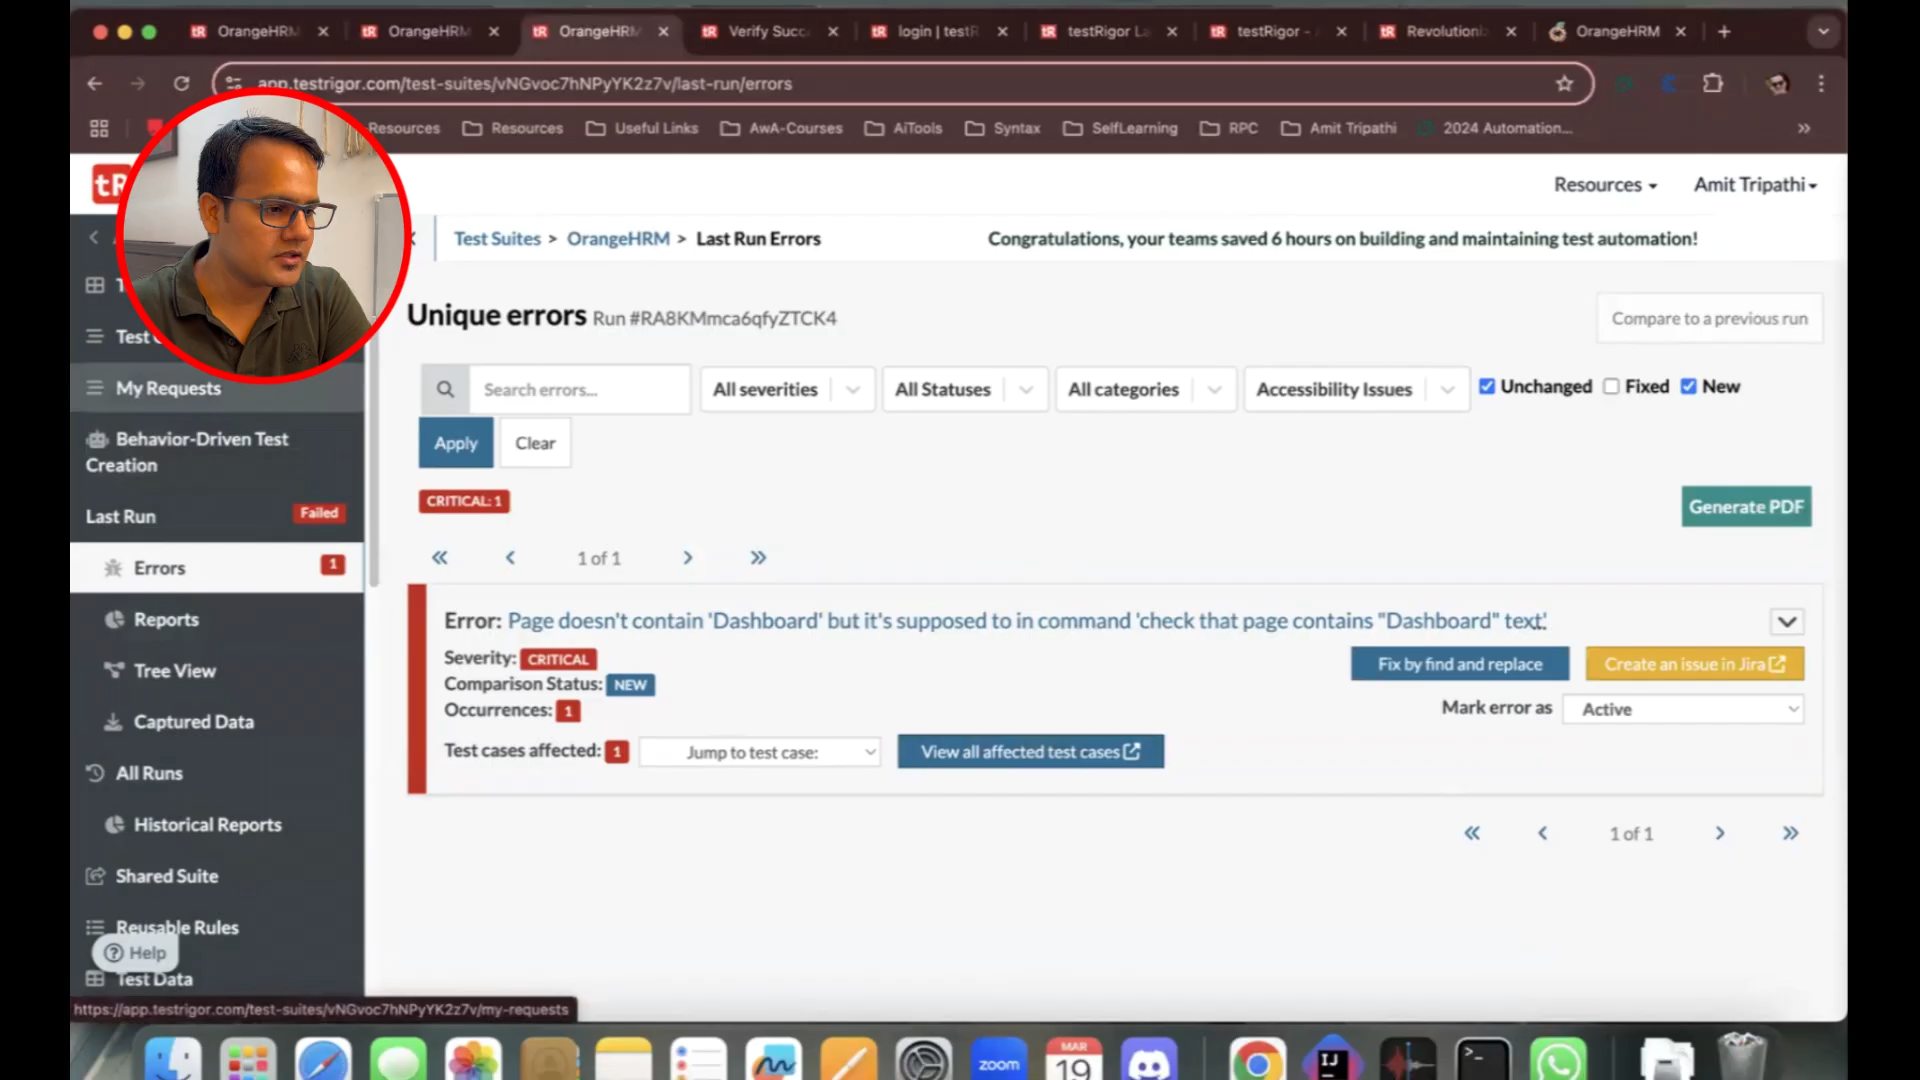 OrangeHRM
OrangeHRM
OrangeHRM
Verify Succ
login | testR
testRigor La
testRigor -
Revolutioniz
OrangeHRM
app.testrigor.com/test-suites/vNGvoc7hNPyYK2z7v/last-run/errors
Resources
Resources
Useful Links
AwA-Courses
AiTools
Syntax
SelfLearning
RPC
Amit Tripathi
2024 Automation...
tR
Resources
Amit Tripathi
Test Suites > OrangeHRM > Last Run Errors
Congratulations, your teams saved 6 hours on building and maintaining test automation!
Test
My Requests
Behavior-Driven Test
Creation
Last Run
Failed
Errors
1
Reports
Tree View
Captured Data
All Runs
Historical Reports
Shared Suite
Reusable Rules
Help
Test Data
Unique errors Run #RA8KMmca6qfyZTCK4
Compare to a previous run
Search errors...
All severities
All Statuses
All categories
Accessibility Issues
Unchanged
Fixed
New
Apply
Clear
CRITICAL: 1
Generate PDF
1 of 1
Error: Page doesn't contain 'Dashboard' but it's supposed to in command 'check that page contains "Dashboard" text'
Severity: CRITICAL
Fix by find and replace
Create an issue in Jira
Comparison Status: NEW
Occurrences: 1
Mark error as
Active
Test cases affected: 1
Jump to test case:
View all affected test cases
1 of 1
https://app.testrigor.com/test-suites/vNGvoc7hNPyYK2z7v/my-requests
zoom
MAR
19
IJ